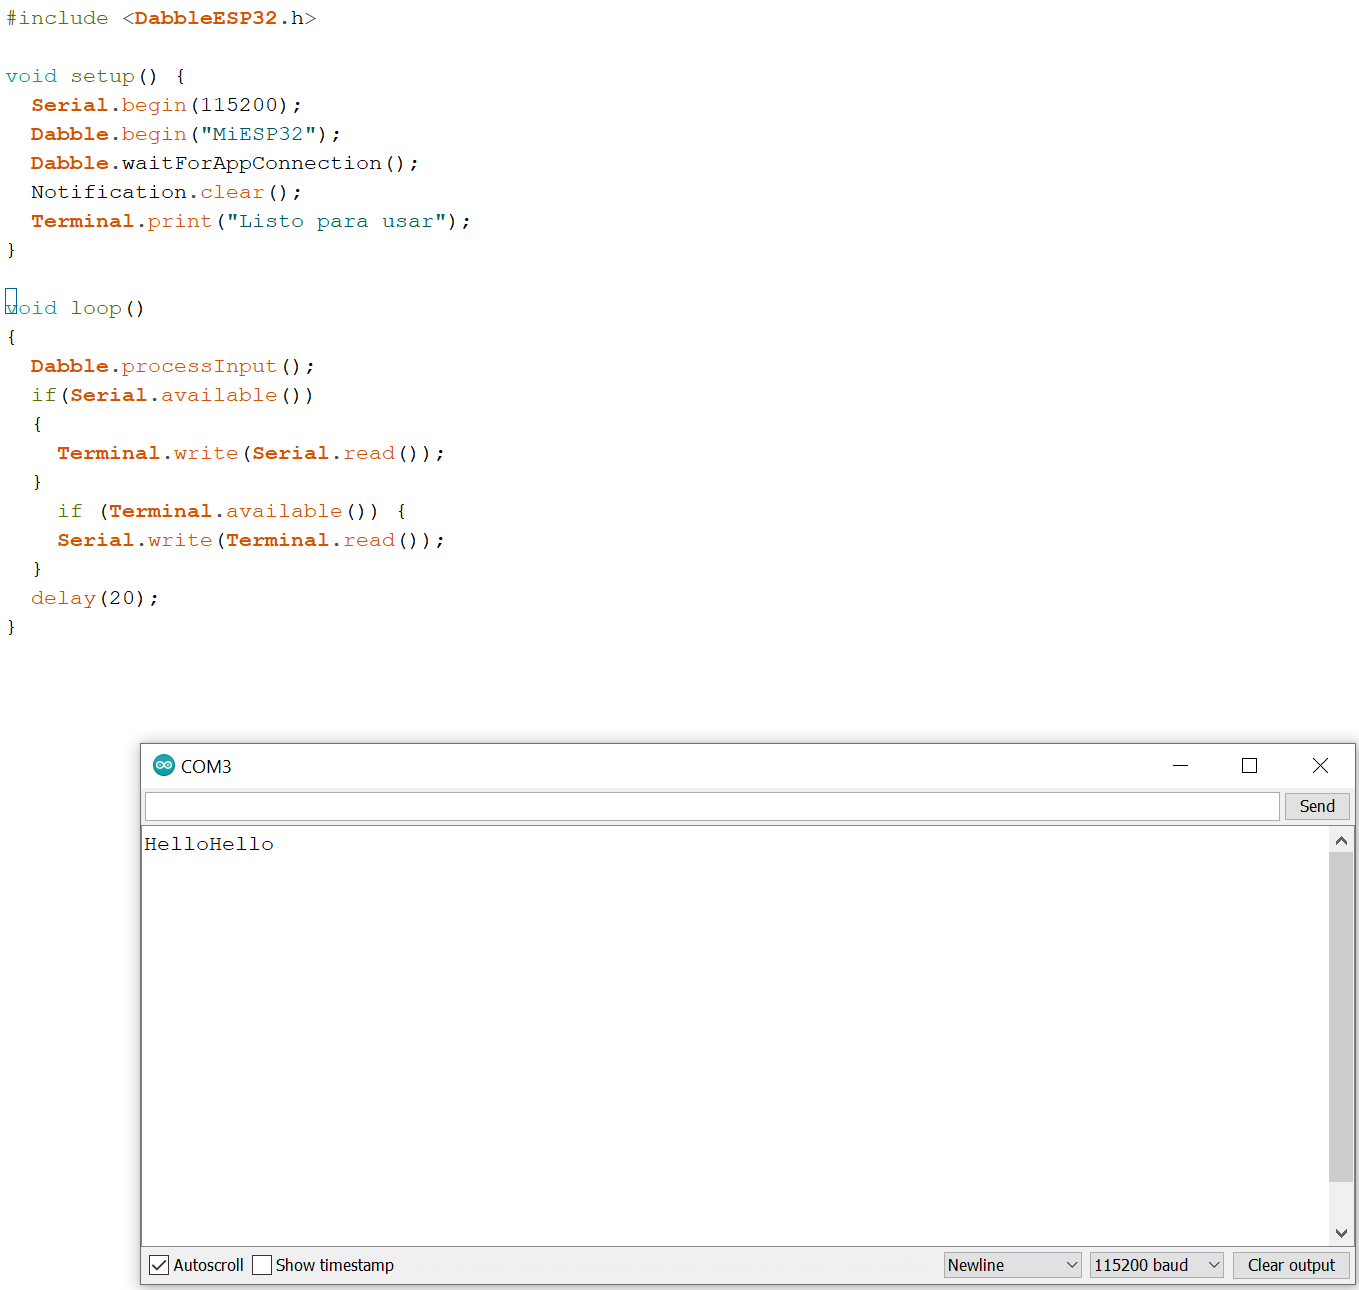 #include <DabbleESP32.h>
void setup() {
Serial.begin(115200);
Dabble.begin("MiESP32");
Dabble.waitForAppConnection();
Notification.clear();
Terminal.print("Listo para usar");
}
void loop()
{
Dabble.processInput();
if(Serial.available())
{
Terminal.write(Serial.read());
}
if (Terminal.available()) {
Serial.write(Terminal.read());
}
delay(20);
}
COM3
Send
HelloHello
Autoscroll Show timestamp Newline 115200 baud Clear output